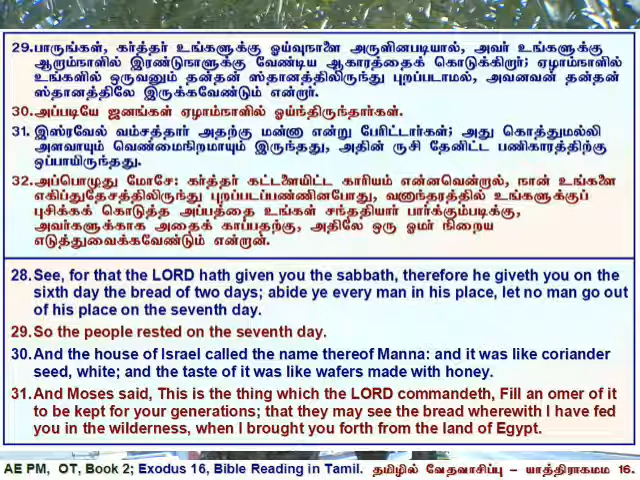 29.பாருங்கள், கர்த்தர் உங்களுக்கு ஓய்வுநாளை அருளினபடியால், அவர் உங்களுக்கு
ஆறாம்நாளில் இரண்டுநாளுக்கு வேண்டிய ஆகாரத்தைக் கொடுக்கிறார்; ஏழாம்நாளில்
உங்களில் ஒருவனும் தன்தன் ஸ்தானத்திலிருந்து புறப்படாமல், அவனவன் தன்தன்
ஸ்தானத்திலே இருக்கவேண்டும் என்றார்.
30.அப்படியே ஜனங்கள் ஏழாம்நாளில் ஓய்ந்திருந்தார்கள்.
31. இஸ்ரவேல் வம்சத்தார் அதற்கு மன்னா என்று பேரிட்டார்கள்; அது கொத்துமல்லி
அளவாயும் வெண்மைநிறமாயும் இருந்தது, அதின் ருசி தேனிட்ட பணிகாரத்திற்கு
ஒப்பாயிருந்தது.
32.அப்பொழுது மோசே: கர்த்தர் கட்டளையிட்ட காரியம் என்னவென்றால், நான் உங்களை
எகிப்துதேசத்திலிருந்து புறப்படப்பண்ணினபோது, வனாந்தரத்தில் உங்களுக்குப்
புசிக்கக் கொடுத்த அப்பத்தை உங்கள் சந்ததியார் பார்க்கும்படிக்கு,
அவர்களுக்காக அதைக் காப்பதற்கு, அதிலே ஒரு ஓமர் நிறைய
எடுத்துவைக்கவேண்டும் என்றான்.
28.See, for that the LORD hath given you the sabbath, therefore he giveth you on the
sixth day the bread of two days; abide ye every man in his place, let no man go out
of his place on the seventh day.
29.So the people rested on the seventh day.
30.And the house of Israel called the name thereof Manna: and it was like coriander
seed, white; and the taste of it was like wafers made with honey.
31.And Moses said, This is the thing which the LORD commandeth, Fill an omer of it
to be kept for your generations; that they may see the bread wherewith I have fed
you in the wilderness, when I brought you forth from the land of Egypt.
AE PM, OT, Book 2; Exodus 16, Bible Reading in Tamil. தமிழில் வேதவாசிப்பு – யாத்திராகமம 16.